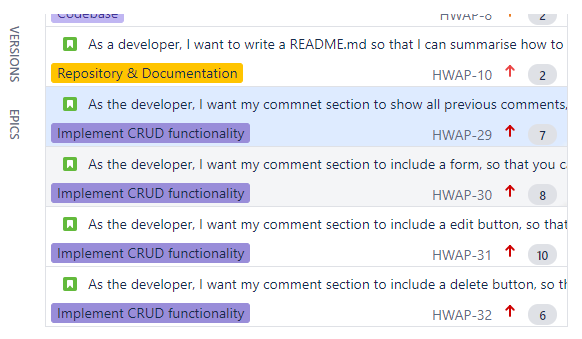 Codebase
HWAP-8 2
As a developer, I want to write a README.md so that I can summarise how to
Repository & Documentation
HWAP-10 2
As the developer, I want my commnet section to show all previous comments,
Implement CRUD functionality
HWAP-29 7
As the developer, I want my comment section to include a form, so that you c
Implement CRUD functionality
HWAP-30 8
As the developer, I want my comment section to include a edit button, so that
Implement CRUD functionality
HWAP-31 10
As the developer, I want my comment section to include a delete button, so th
Implement CRUD functionality
HWAP-32 6
VERSIONS
EPICS